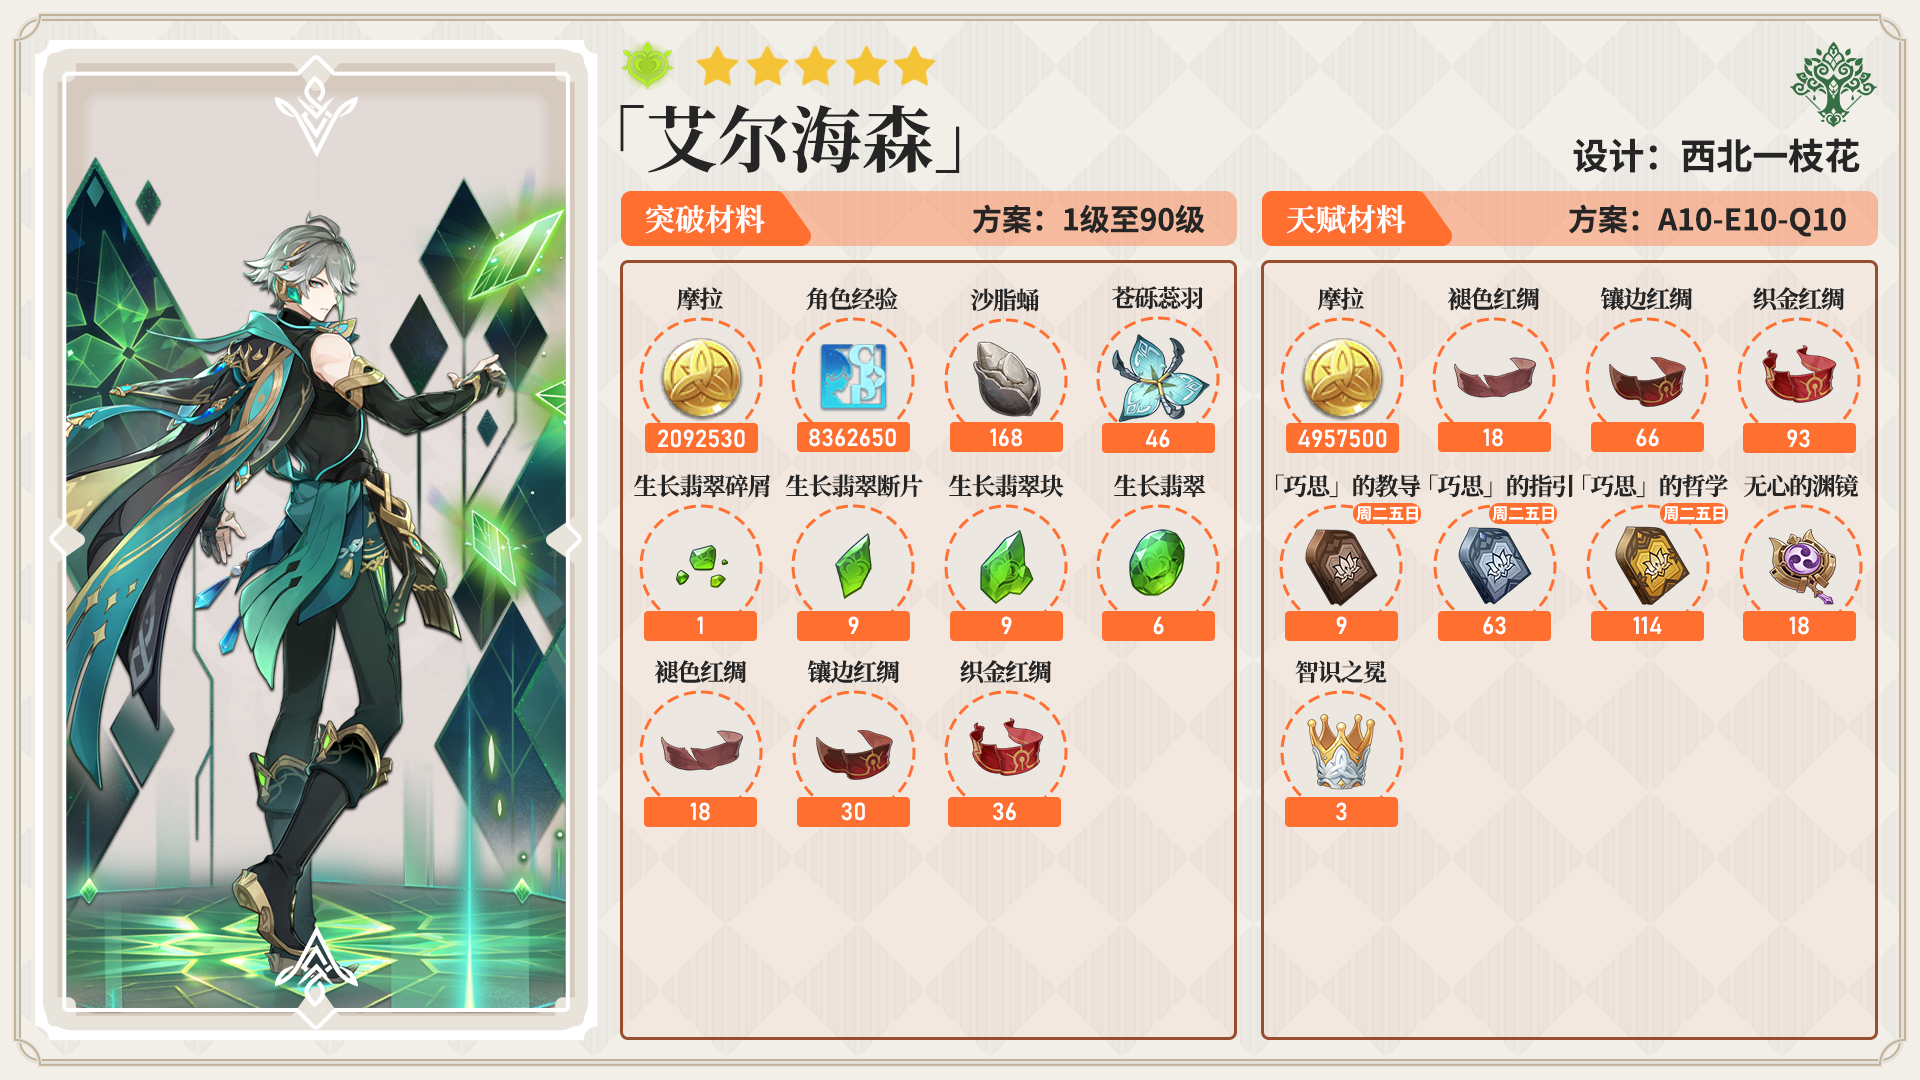 「艾尔海森」
设计：西北一枝花
突破材料 方案：1级至90级
摩拉 角色经验 沙脂蛹 苍砾蕊羽
2092530 8362650 168 46
生长翡翠碎屑 生长翡翠断片 生长翡翠块 生长翡翠
1 9 9 6
褪色红绸 镶边红绸 织金红绸
18 30 36
天赋材料 方案：A10-E10-Q10
摩拉 褪色红绸 镶边红绸 织金红绸
4957500 18 66 93
「巧思」的教导 「巧思」的指引 「巧思」的哲学 无心的渊镜
周二五日 周二五日 周二五日
9 63 114 18
智识之冕
3